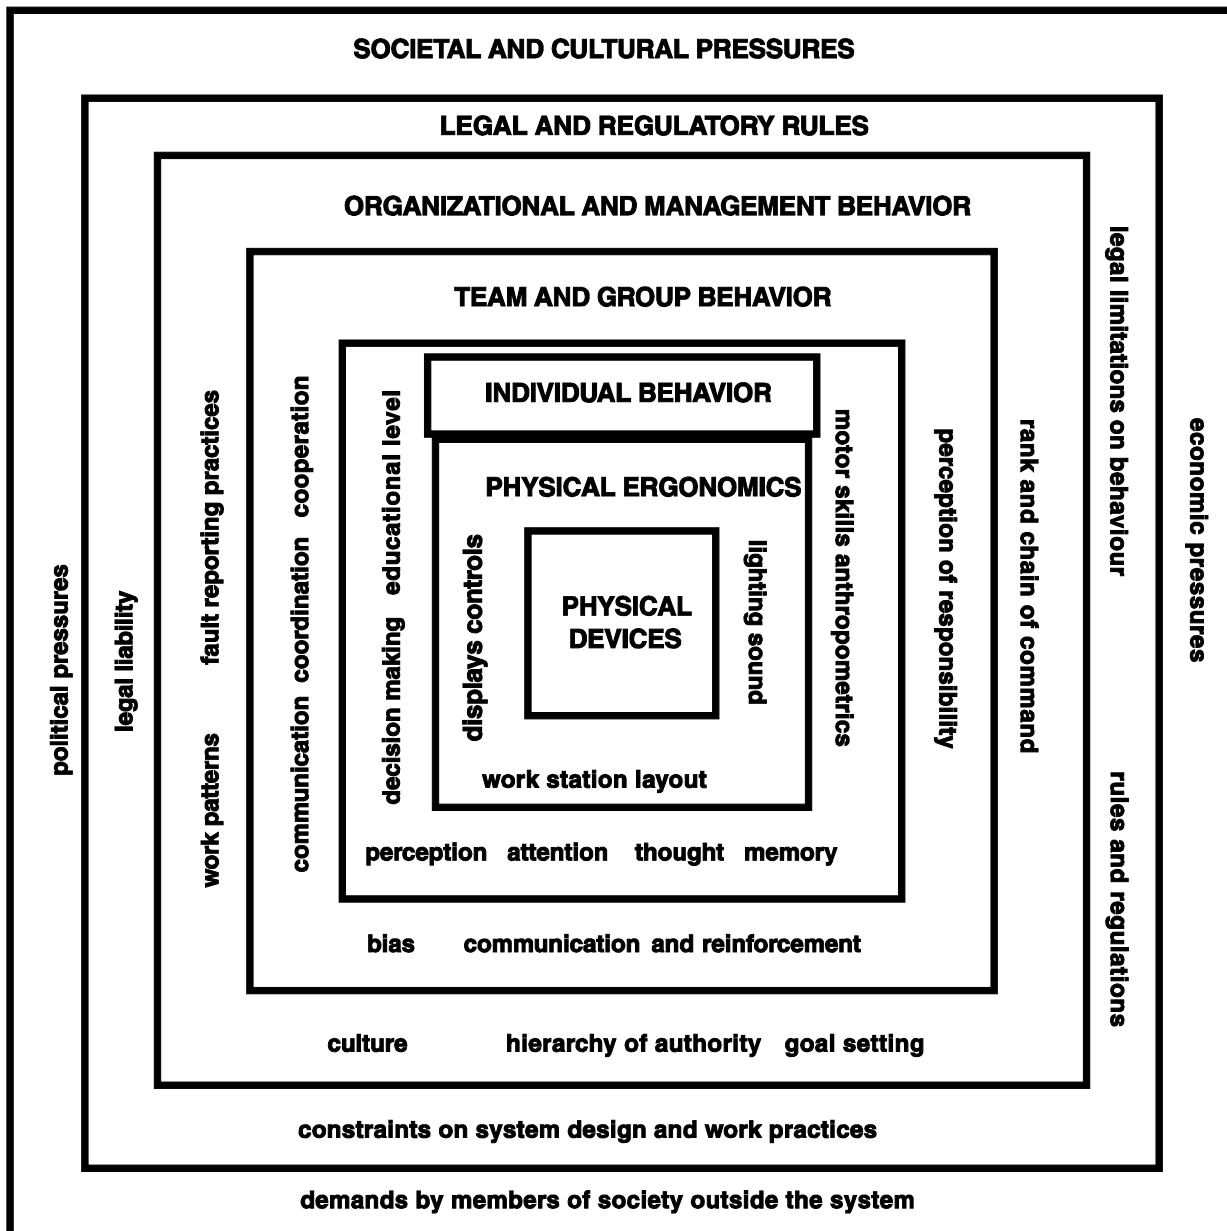 SOCIETAL AND CULTURAL PRESSURES
political pressures
economic pressures
demands by members of society outside the system
LEGAL AND REGULATORY RULES
legal liability
legal limitations on behaviour
rules and regulations
constraints on system design and work practices
ORGANIZATIONAL AND MANAGEMENT BEHAVIOR
work patterns fault reporting practices
rank and chain of command
culture hierarchy of authority goal setting
TEAM AND GROUP BEHAVIOR
communication coordination cooperation
perception of responsibility
bias communication and reinforcement
INDIVIDUAL BEHAVIOR
decision making educational level
motor skills anthropometrics
perception attention thought memory
PHYSICAL ERGONOMICS
displays controls
lighting sound
work station layout
PHYSICAL
DEVICES